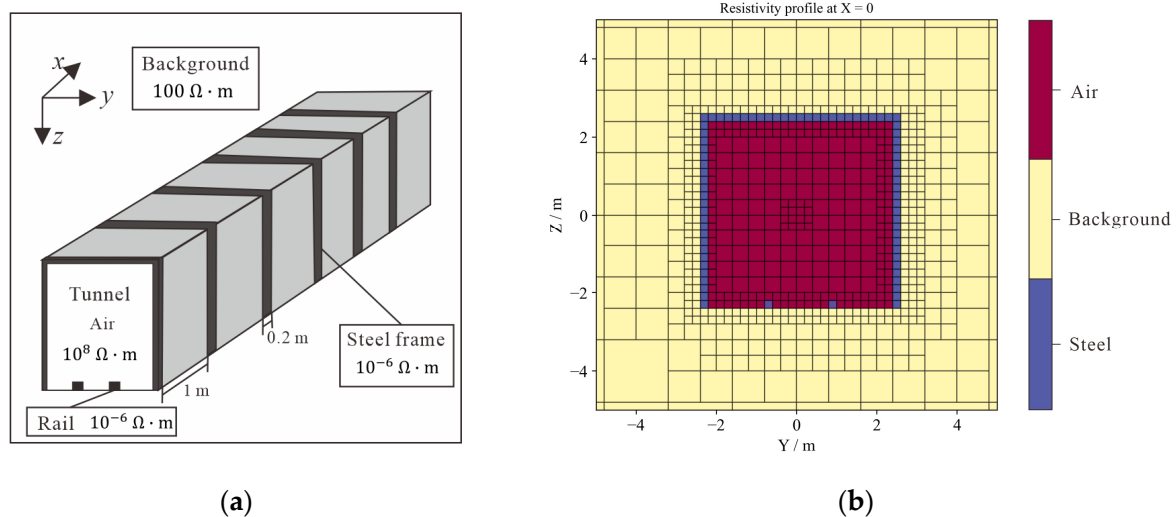 x
y
z
Background
100 Ω · m
Tunnel
Air
10⁸ Ω · m
0.2 m
Steel frame
10⁻⁶ Ω · m
1 m
Rail 10⁻⁶ Ω · m
(a)
Resistivity profile at X = 0
Z / m
4
2
0
−2
−4
−4
−2
0
2
4
Y / m
Air
Background
Steel
(b)